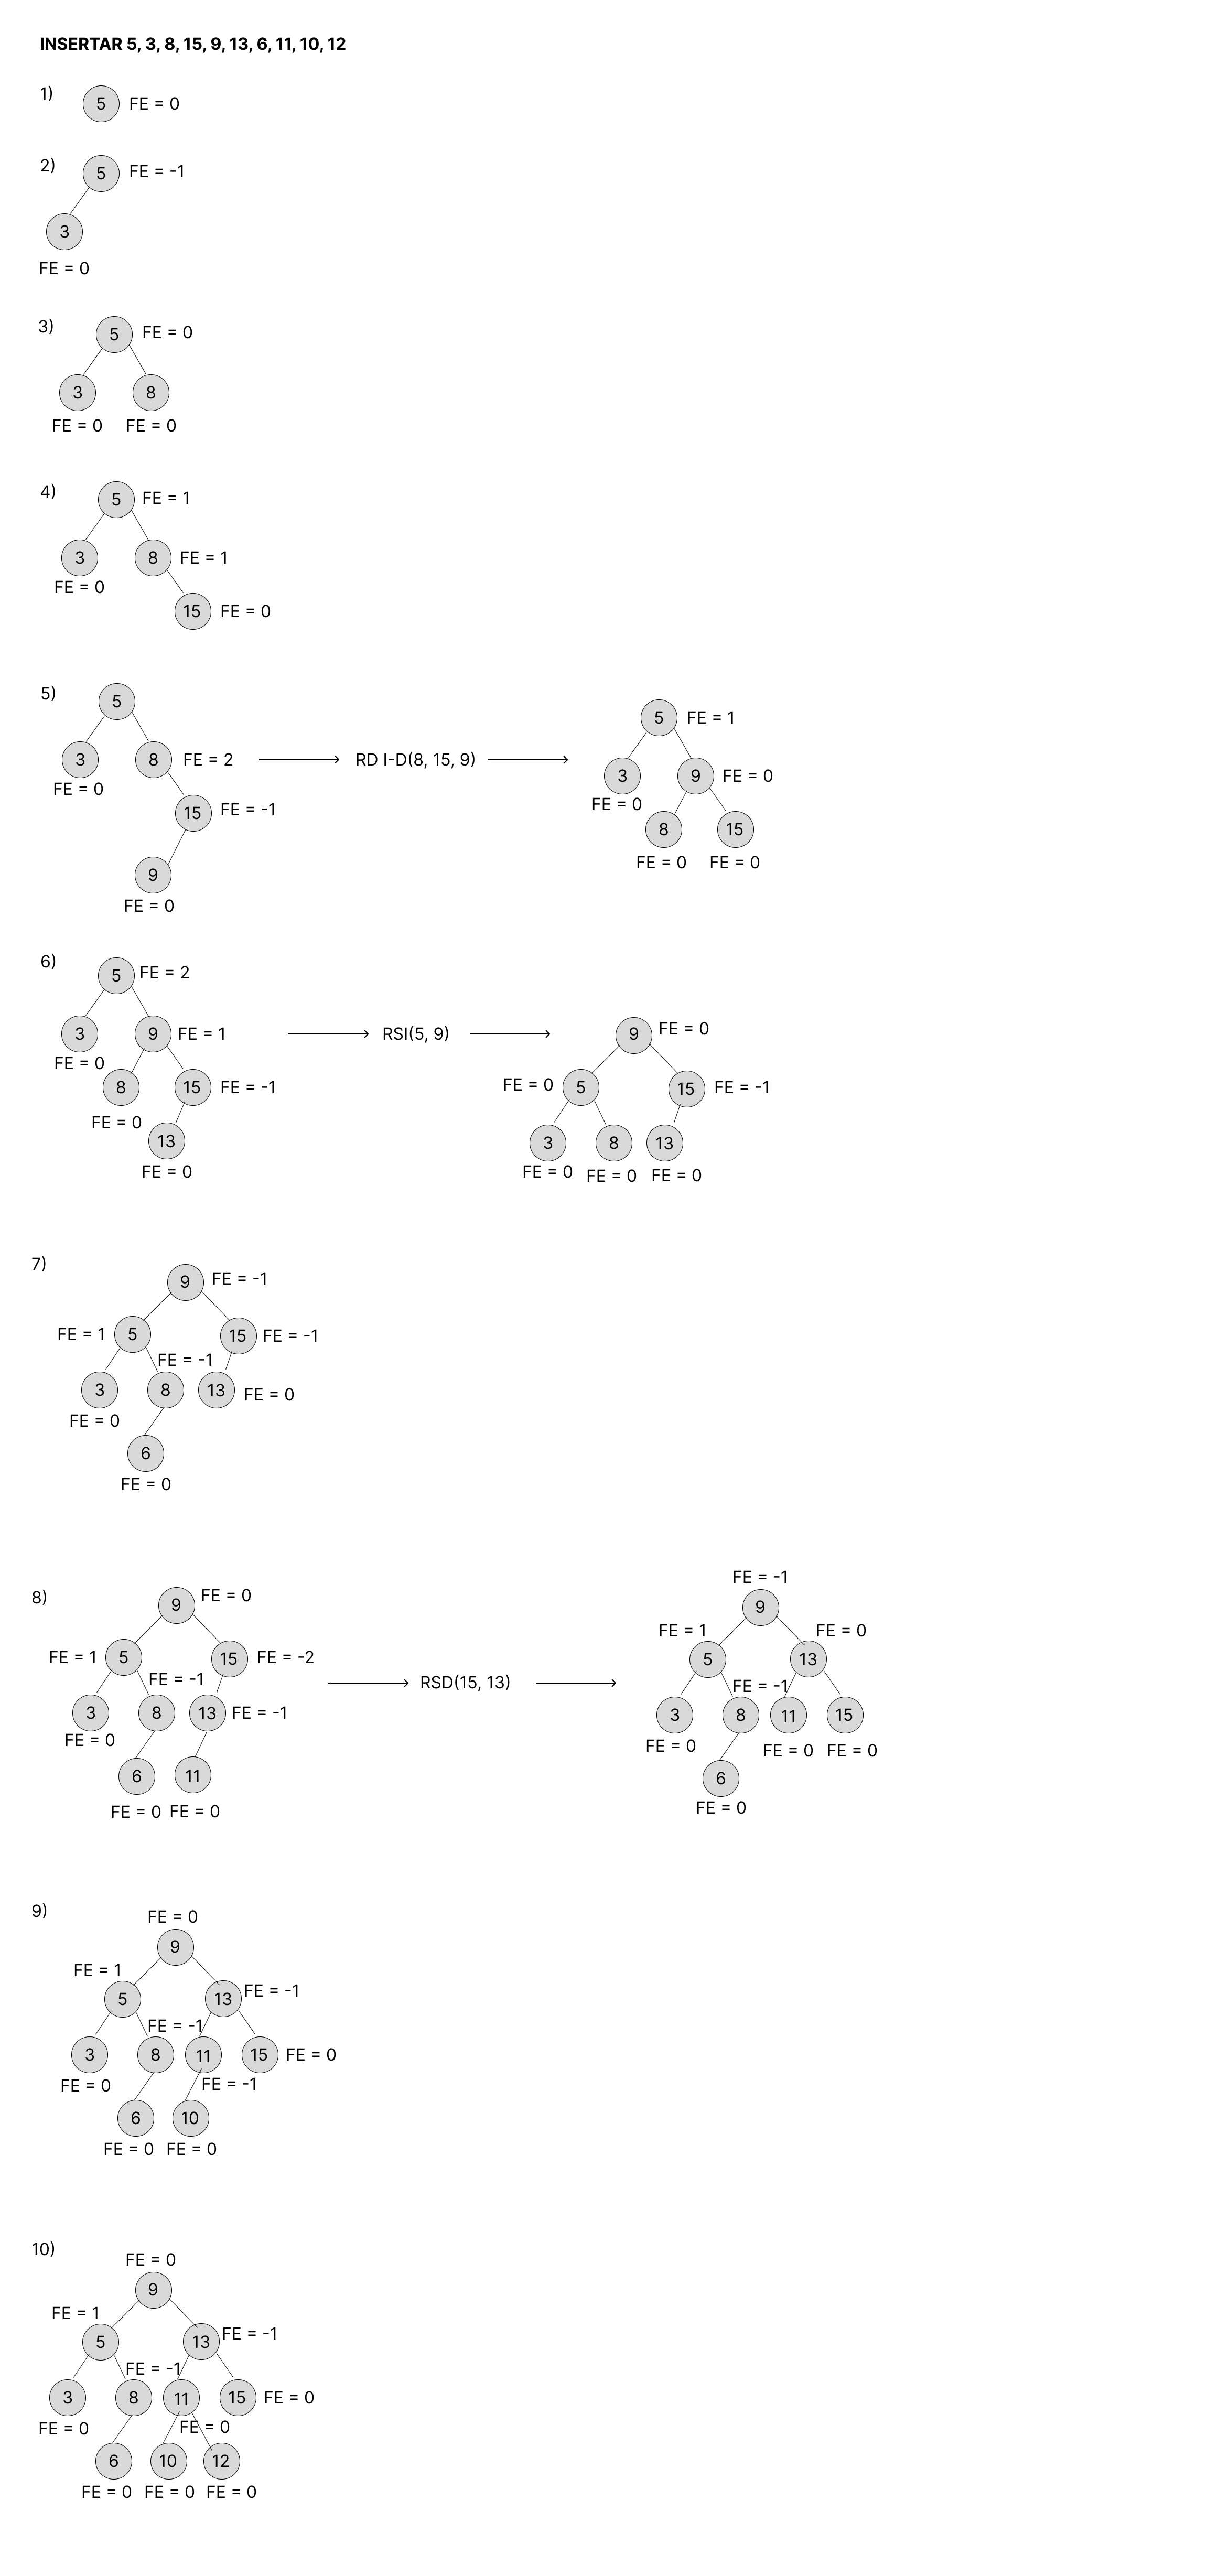 INSERTAR 5, 3, 8, 15, 9, 13, 6, 11, 10, 12
1)
5 FE = 0
2)
5 FE = -1
3
FE = 0
3)
5 FE = 0
3 8
FE = 0 FE = 0
4)
5 FE = 1
3 8 FE = 1
FE = 0
15 FE = 0
5)
5
3 8 FE = 2
FE = 0
15 FE = -1
9
FE = 0
RD I-D(8, 15, 9)
5 FE = 1
3 9 FE = 0
FE = 0
8 15
FE = 0 FE = 0
6)
5 FE = 2
3 9 FE = 1
FE = 0
8 15 FE = -1
FE = 0
13
FE = 0
RSI(5, 9)
9 FE = 0
FE = 0 5 15 FE = -1
3 8 13
FE = 0 FE = 0 FE = 0
7)
9 FE = -1
FE = 1 5 15 FE = -1
FE = -1
3 8 13 FE = 0
FE = 0
6
FE = 0
8)
9 FE = 0
FE = 1 5 15 FE = -2
FE = -1
3 8 13 FE = -1
FE = 0
6 11
FE = 0 FE = 0
RSD(15, 13)
FE = -1
9
FE = 1 FE = 0
5 13
FE = -1
3 8 11 15
FE = 0 FE = 0 FE = 0
6
FE = 0
9)
FE = 0
9
FE = 1
5 13 FE = -1
FE = -1
3 8 11 15 FE = 0
FE = 0 FE = -1
6 10
FE = 0 FE = 0
10)
FE = 0
9
FE = 1
5 13 FE = -1
FE = -1
3 8 11 15 FE = 0
FE = 0 FE = 0
6 10 12
FE = 0 FE = 0 FE = 0